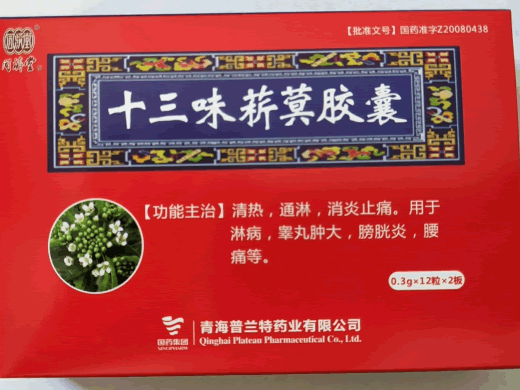 【批准文号】国药准字Z20080438
十三味菥蓂胶囊
【功能主治】清热，通淋，消炎止痛。用于
淋病，睾丸肿大，膀胱炎，腰
痛等。
0.3g×12粒×2板
国药集团
SINOPHARM
青海普兰特药业有限公司
Qinghai Plateau Pharmaceutical Co., Ltd.